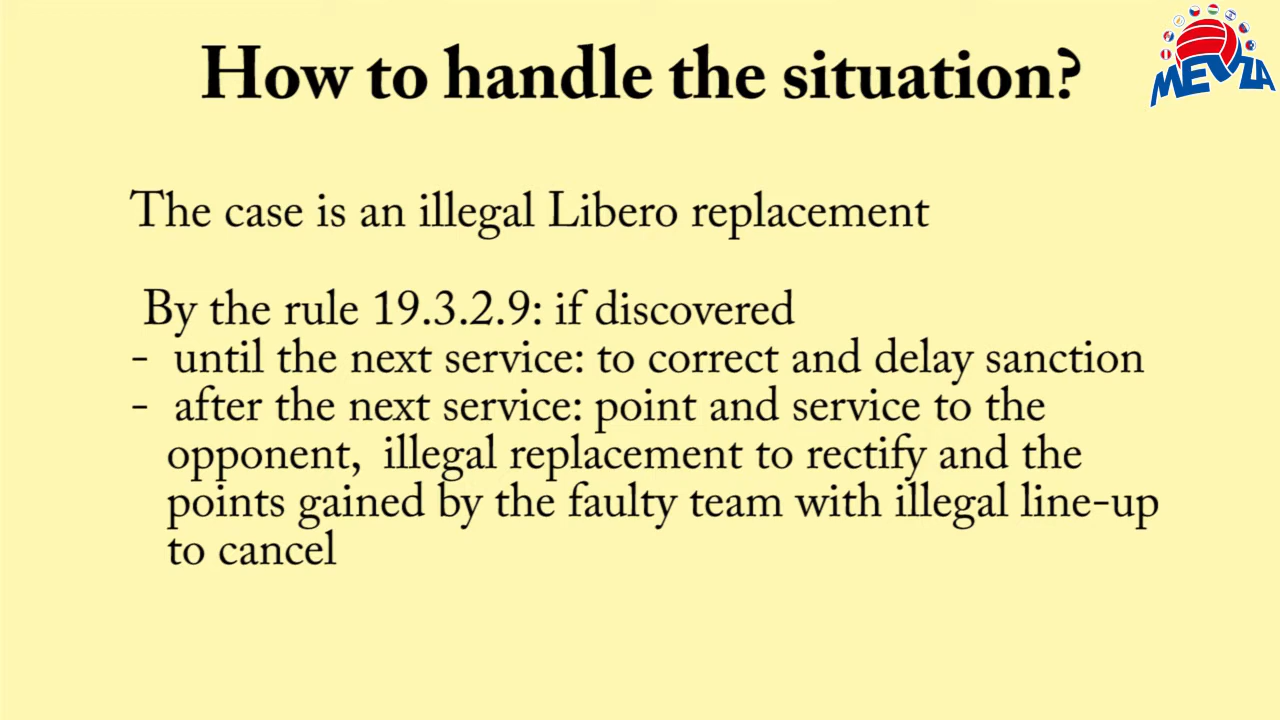 How to handle the situation?
MEVZA
The case is an illegal Libero replacement
By the rule 19.3.2.9: if discovered
- until the next service: to correct and delay sanction
- after the next service: point and service to the
opponent, illegal replacement to rectify and the
points gained by the faulty team with illegal line-up
to cancel